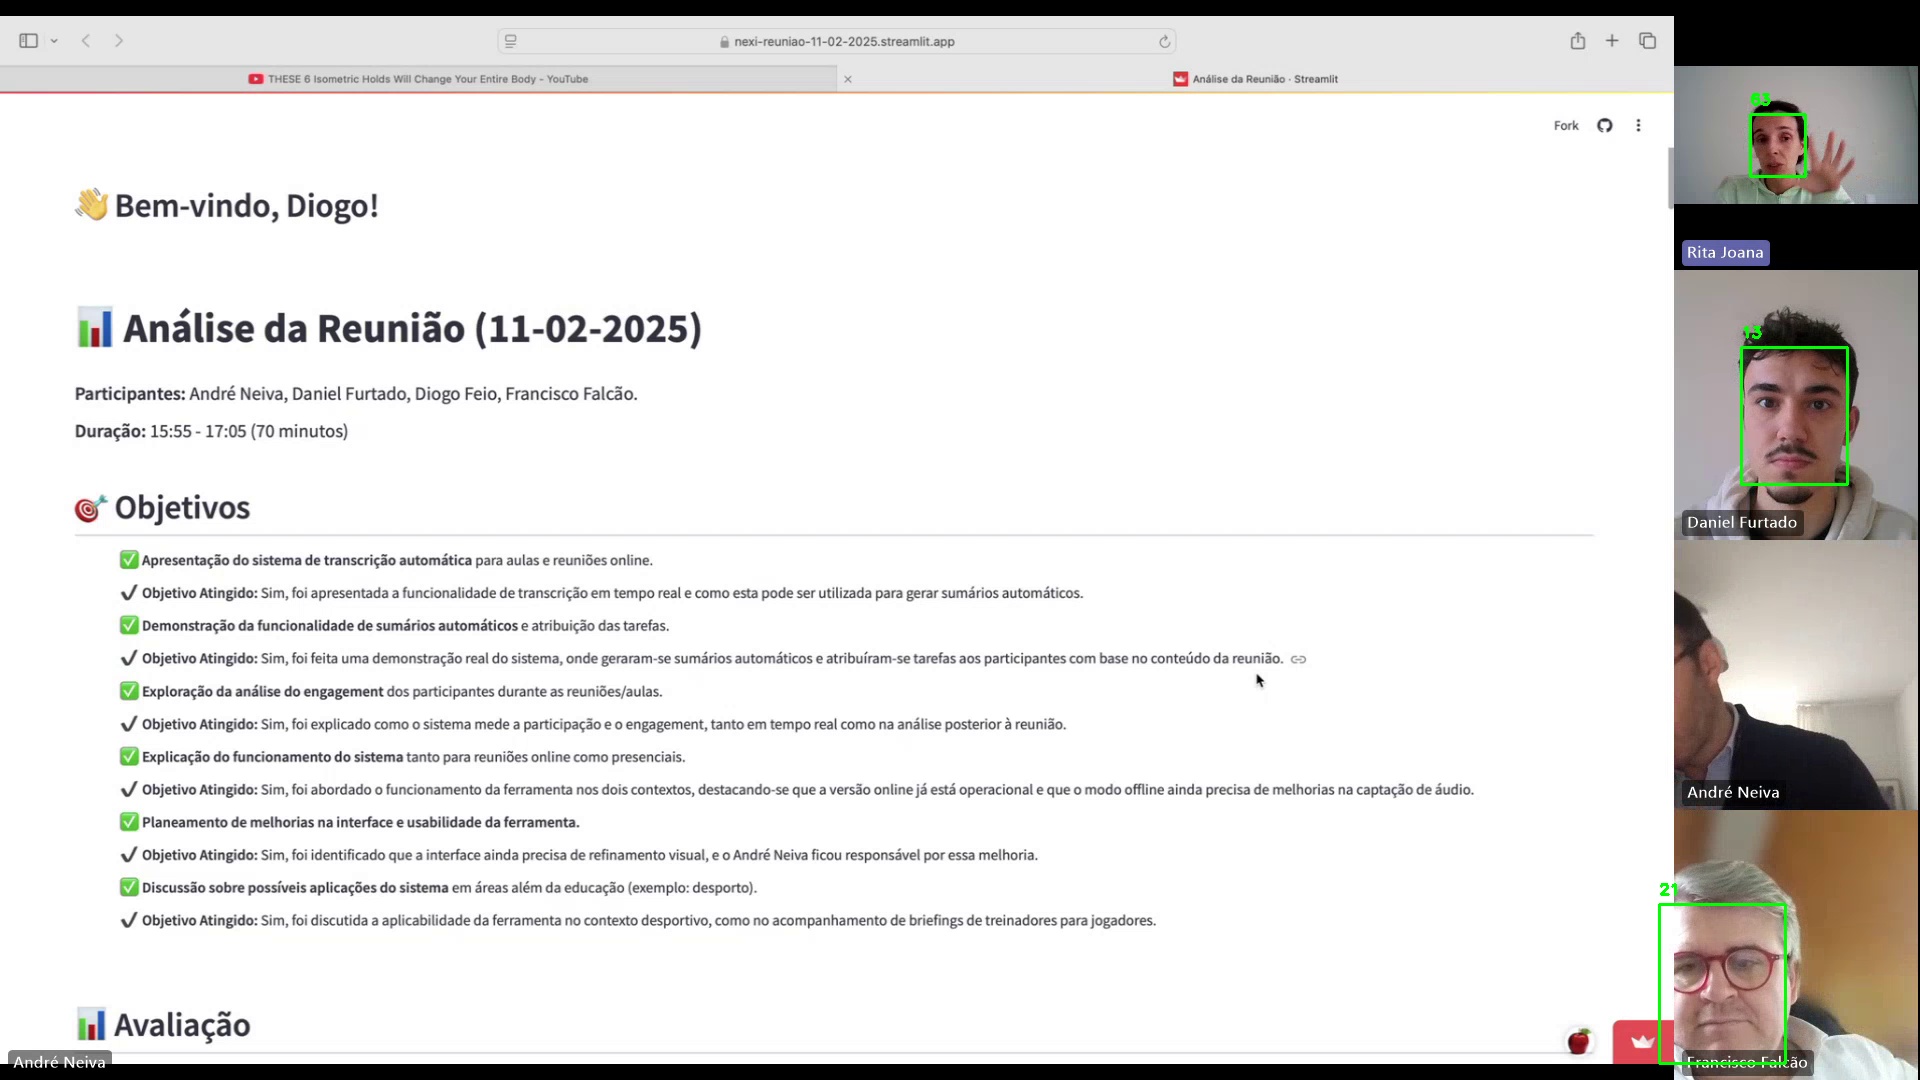 nexi-reuniao-11-02-2025.streamlit.app
THESE 6 Isometric Holds Will Change Your Entire Body - YouTube
Análise da Reunião · Streamlit
Fork
👋 Bem-vindo, Diogo!
📊 Análise da Reunião (11-02-2025)
Participantes: André Neiva, Daniel Furtado, Diogo Feio, Francisco Falcão.
Duração: 15:55 - 17:05 (70 minutos)
🎯 Objetivos
✅ Apresentação do sistema de transcrição automática para aulas e reuniões online.
✔ Objetivo Atingido: Sim, foi apresentada a funcionalidade de transcrição em tempo real e como esta pode ser utilizada para gerar sumários automáticos.
✅ Demonstração da funcionalidade de sumários automáticos e atribuição das tarefas.
✔ Objetivo Atingido: Sim, foi feita uma demonstração real do sistema, onde geraram-se sumários automáticos e atribuíram-se tarefas aos participantes com base no conteúdo da reunião.
✅ Exploração da análise do engagement dos participantes durante as reuniões/aulas.
✔ Objetivo Atingido: Sim, foi explicado como o sistema mede a participação e o engagement, tanto em tempo real como na análise posterior à reunião.
✅ Explicação do funcionamento do sistema tanto para reuniões online como presenciais.
✔ Objetivo Atingido: Sim, foi abordado o funcionamento da ferramenta nos dois contextos, destacando-se que a versão online já está operacional e que o modo offline ainda precisa de melhorias na captação de áudio.
✅ Planeamento de melhorias na interface e usabilidade da ferramenta.
✔ Objetivo Atingido: Sim, foi identificado que a interface ainda precisa de refinamento visual, e o André Neiva ficou responsável por essa melhoria.
✅ Discussão sobre possíveis aplicações do sistema em áreas além da educação (exemplo: desporto).
✔ Objetivo Atingido: Sim, foi discutida a aplicabilidade da ferramenta no contexto desportivo, como no acompanhamento de briefings de treinadores para jogadores.
📊 Avaliação
André Neiva
63
Rita Joana
13
Daniel Furtado
André Neiva
21
Francisco Falcão